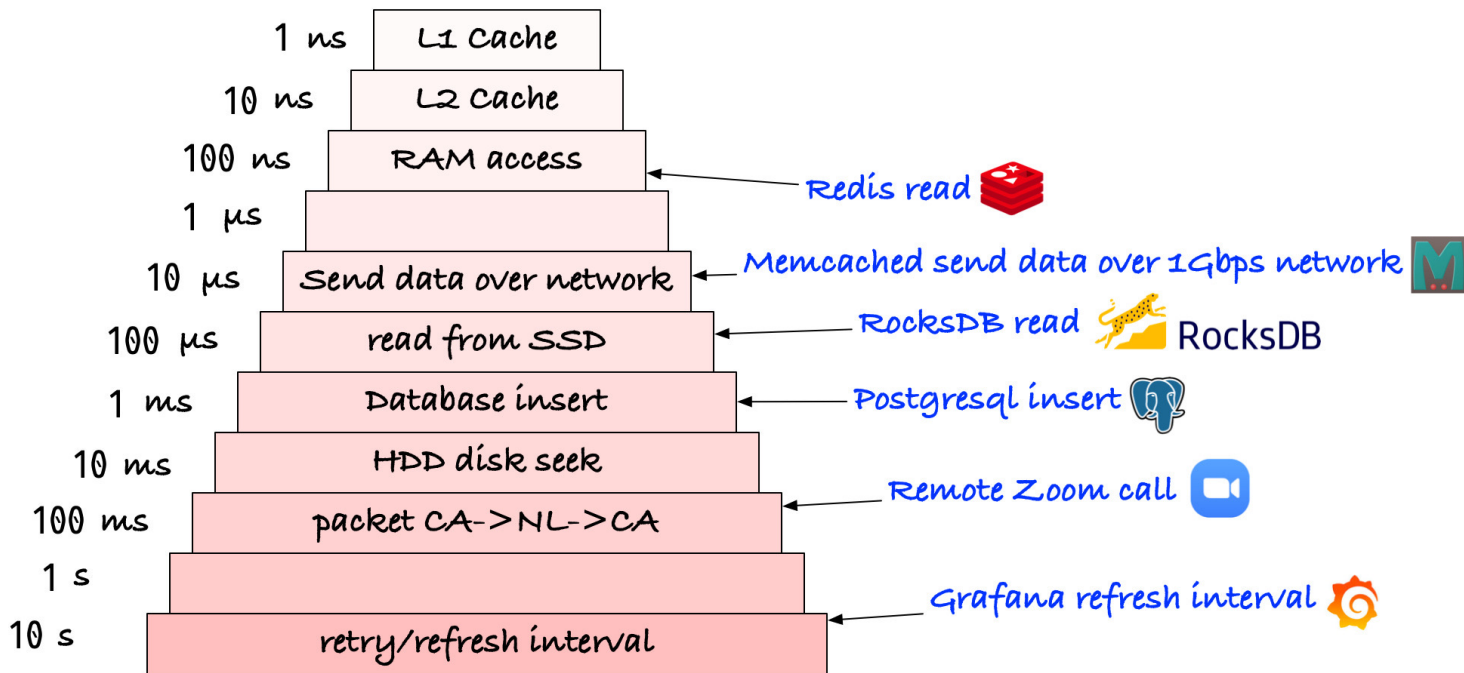 1 ns L1 Cache
10 ns L2 Cache
100 ns RAM access
Redis read
1 µs
10 µs Send data over network
Memcached send data over 1Gbps network M
100 µs read from SSD
RocksDB read RocksDB
1 ms Database insert
Postgresql insert
10 ms HDD disk seek
Remote Zoom call
100 ms packet CA->NL->CA
1 s
Grafana refresh interval
10 s retry/refresh interval